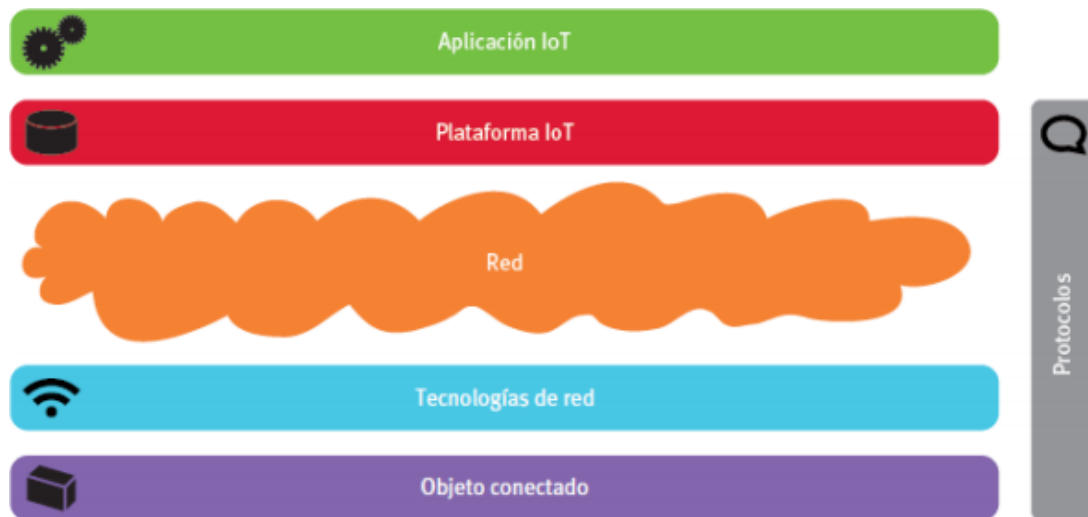 Aplicación IoT
Plataforma IoT
Red
Tecnologías de red
Objeto conectado
Protocolos